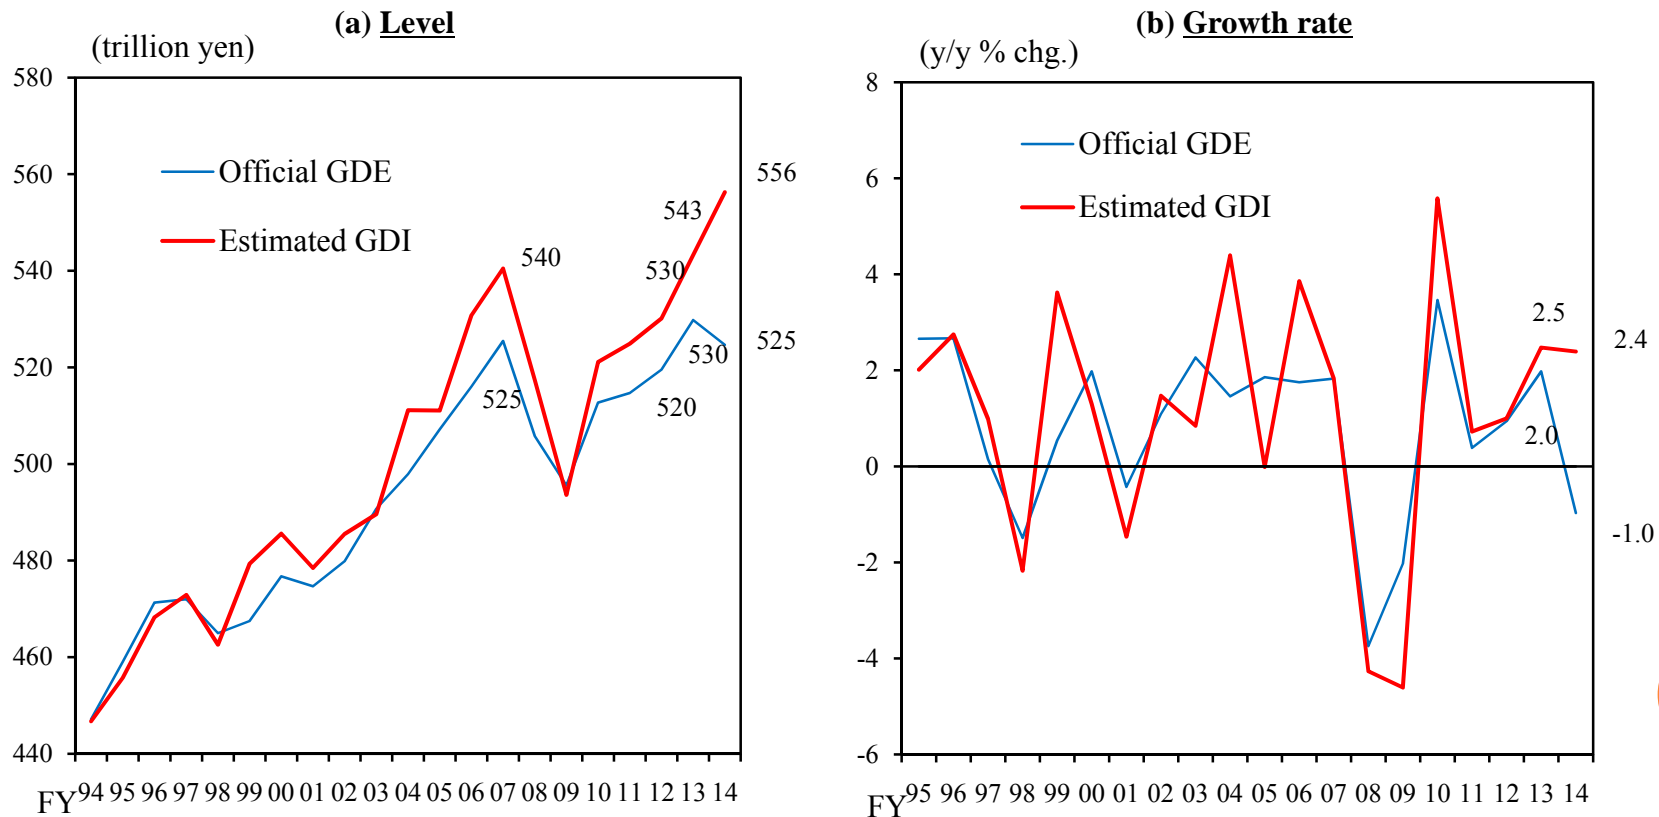 (a) Level
(trillion yen)
580
560
540
520
500
480
460
440
Official GDE
Estimated GDI
556
543
540
530
525
530
525
520
FY 94 95 96 97 98 99 00 01 02 03 04 05 06 07 08 09 10 11 12 13 14
(b) Growth rate
(y/y % chg.)
8
6
4
2
0
-2
-4
-6
Official GDE
Estimated GDI
2.5
2.4
2.0
-1.0
FY 95 96 97 98 99 00 01 02 03 04 05 06 07 08 09 10 11 12 13 14